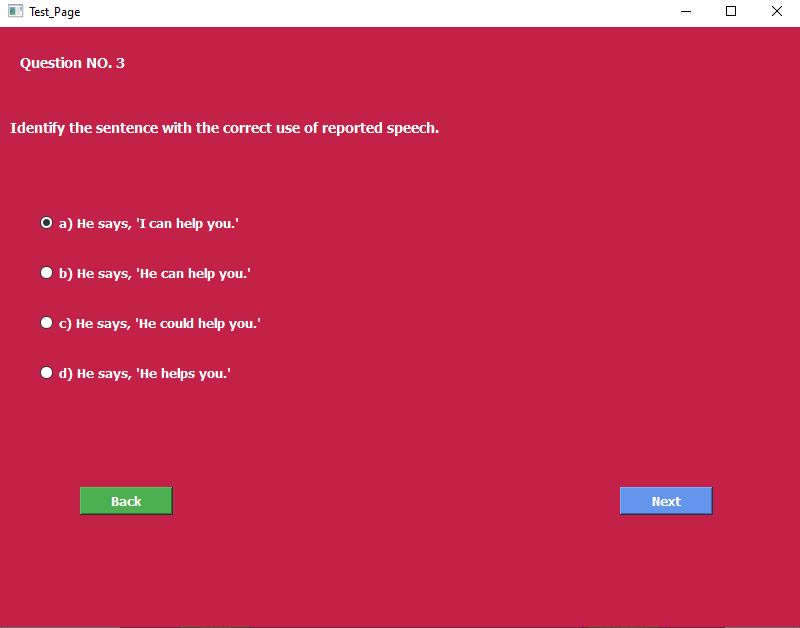 Test_Page
Question NO. 3
Identify the sentence with the correct use of reported speech.
a) He says, 'I can help you.'
b) He says, 'He can help you.'
c) He says, 'He could help you.'
d) He says, 'He helps you.'
Back Next